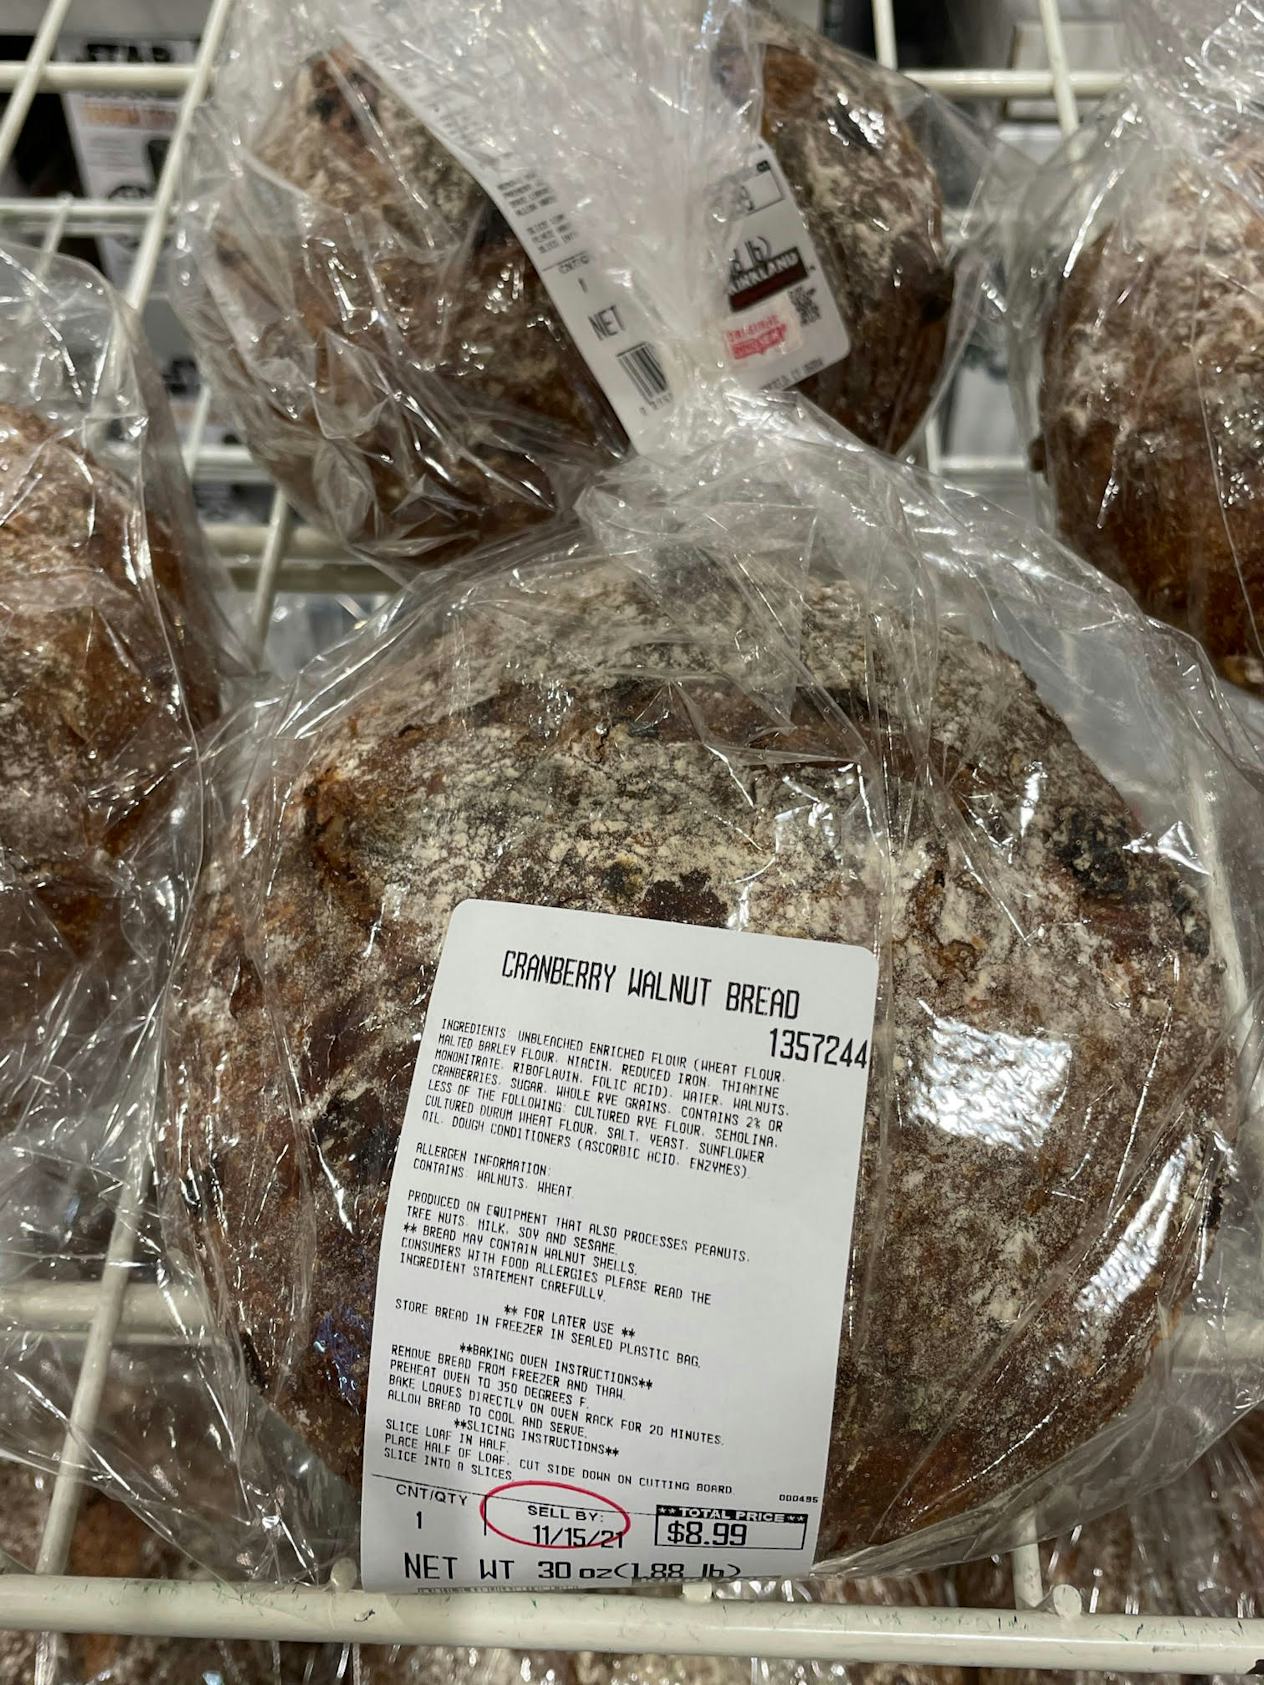 NET
KIRKLAND
CRANBERRY WALNUT BREAD
1357244
INGREDIENTS: UNBLEACHED ENRICHED FLOUR (WHEAT FLOUR,
MALTED BARLEY FLOUR, NIACIN, REDUCED IRON, THIAMINE
MONONITRATE, RIBOFLAVIN, FOLIC ACID), WATER, WALNUTS,
CRANBERRIES, SUGAR, WHOLE RYE GRAINS. CONTAINS 2% OR
LESS OF THE FOLLOWING: CULTURED RYE FLOUR, SEMOLINA,
CULTURED DURUM WHEAT FLOUR, SALT, YEAST, SUNFLOWER
OIL, DOUGH CONDITIONERS (ASCORBIC ACID, ENZYMES).
ALLERGEN INFORMATION:
CONTAINS: WALNUTS, WHEAT.
PRODUCED ON EQUIPMENT THAT ALSO PROCESSES PEANUTS,
TREE NUTS, MILK, SOY AND SESAME.
** BREAD MAY CONTAIN WALNUT SHELLS.
CONSUMERS WITH FOOD ALLERGIES PLEASE READ THE
INGREDIENT STATEMENT CAREFULLY.
** FOR LATER USE **
STORE BREAD IN FREEZER IN SEALED PLASTIC BAG.
**BAKING OVEN INSTRUCTIONS**
REMOVE BREAD FROM FREEZER AND THAW.
PREHEAT OVEN TO 350 DEGREES F.
BAKE LOAVES DIRECTLY ON OVEN RACK FOR 20 MINUTES.
ALLOW BREAD TO COOL AND SERVE.
**SLICING INSTRUCTIONS**
SLICE LOAF IN HALF.
PLACE HALF OF LOAF, CUT SIDE DOWN ON CUTTING BOARD.
SLICE INTO 8 SLICES.
000495
CNT/QTY
1
SELL BY:
11/15/21
** TOTAL PRICE **
$8.99
NET WT 30 oz(1.88 lb)